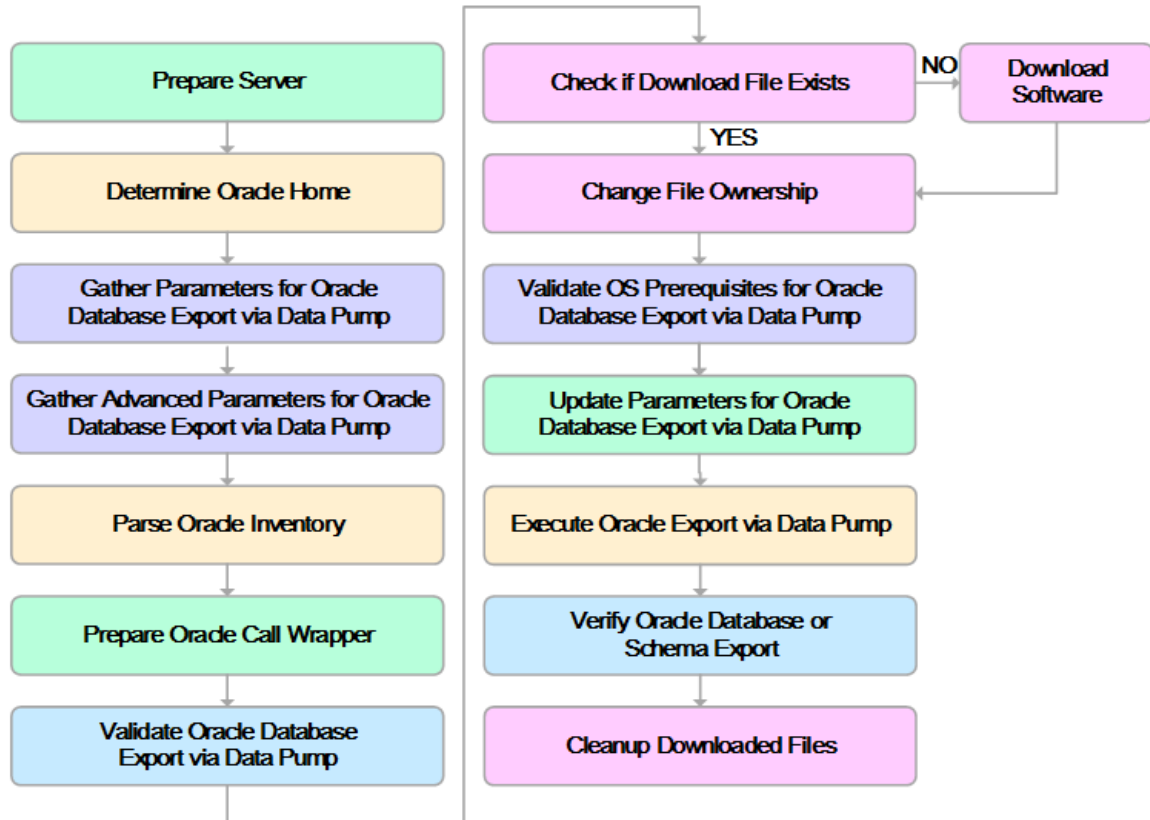 Prepare Server
Determine Oracle Home
Gather Parameters for Oracle
Database Export via Data Pump
Gather Advanced Parameters for Oracle
Database Export via Data Pump
Parse Oracle Inventory
Prepare Oracle Call Wrapper
Validate Oracle Database
Export via Data Pump
Check if Download File Exists
NO
Download
Software
YES
Change File Ownership
Validate OS Prerequisites for Oracle
Database Export via Data Pump
Update Parameters for Oracle
Database Export via Data Pump
Execute Oracle Export via Data Pump
Verify Oracle Database or
Schema Export
Cleanup Downloaded Files